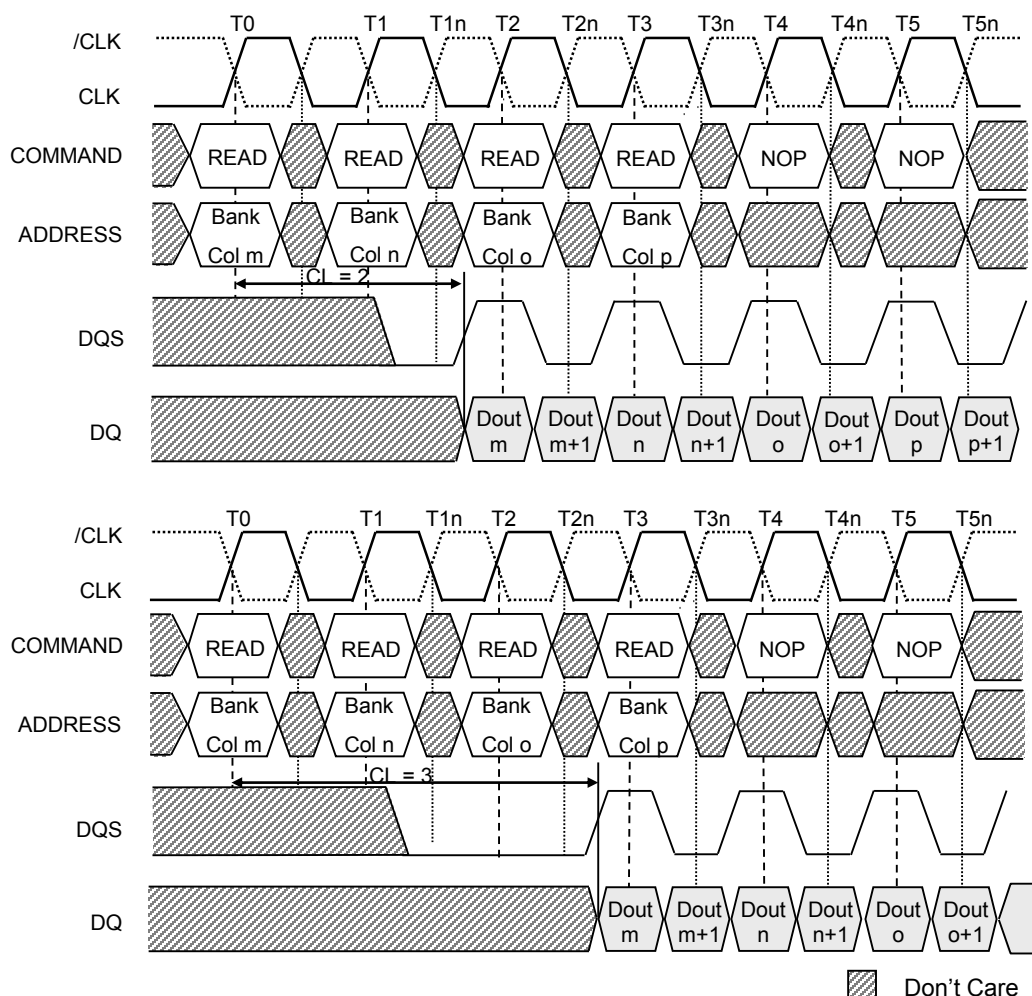 T0 T1 T1n T2 T2n T3 T3n T4 T4n T5 T5n
/CLK
CLK
COMMAND READ READ READ READ NOP NOP
ADDRESS Bank Bank Bank Bank
Col m Col n Col o Col p
CL = 2
DQS
DQ Dout Dout Dout Dout Dout Dout Dout Dout
m m+1 n n+1 o o+1 p p+1
T0 T1 T1n T2 T2n T3 T3n T4 T4n T5 T5n
/CLK
CLK
COMMAND READ READ READ READ NOP NOP
ADDRESS Bank Bank Bank Bank
Col m Col n Col o Col p
CL = 3
DQS
DQ Dout Dout Dout Dout Dout Dout
m m+1 n n+1 o o+1
Don't Care